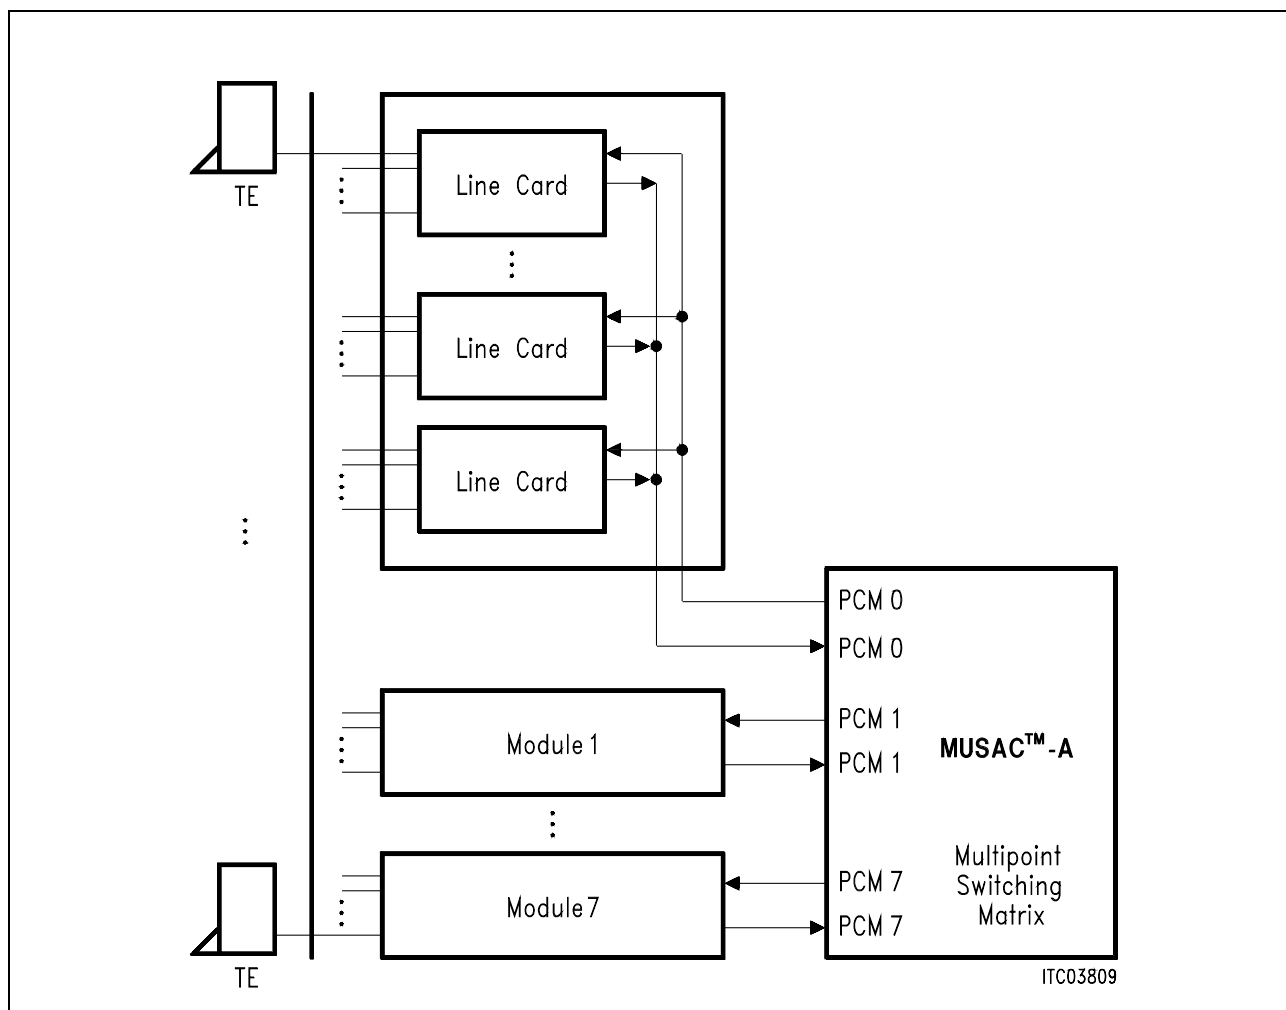 TE
Line Card
Line Card
Line Card
PCM 0
PCM 0
PCM 1
Module 1
MUSAC™-A
PCM 1
Multipoint
Switching
Matrix
PCM 7
Module 7
PCM 7
TE
ITC03809